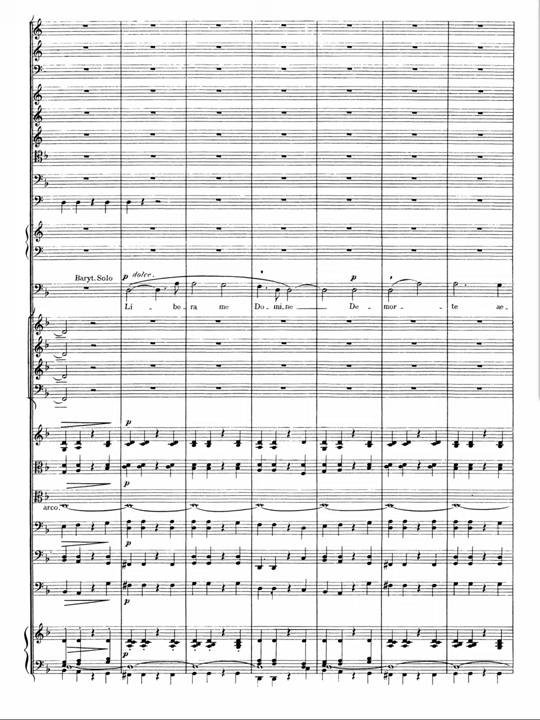 Baryt. Solo
p dolce.
p
Li - be - ra me Do - mi. ne De mor - te ae -
p
p
arco.
p
p
p